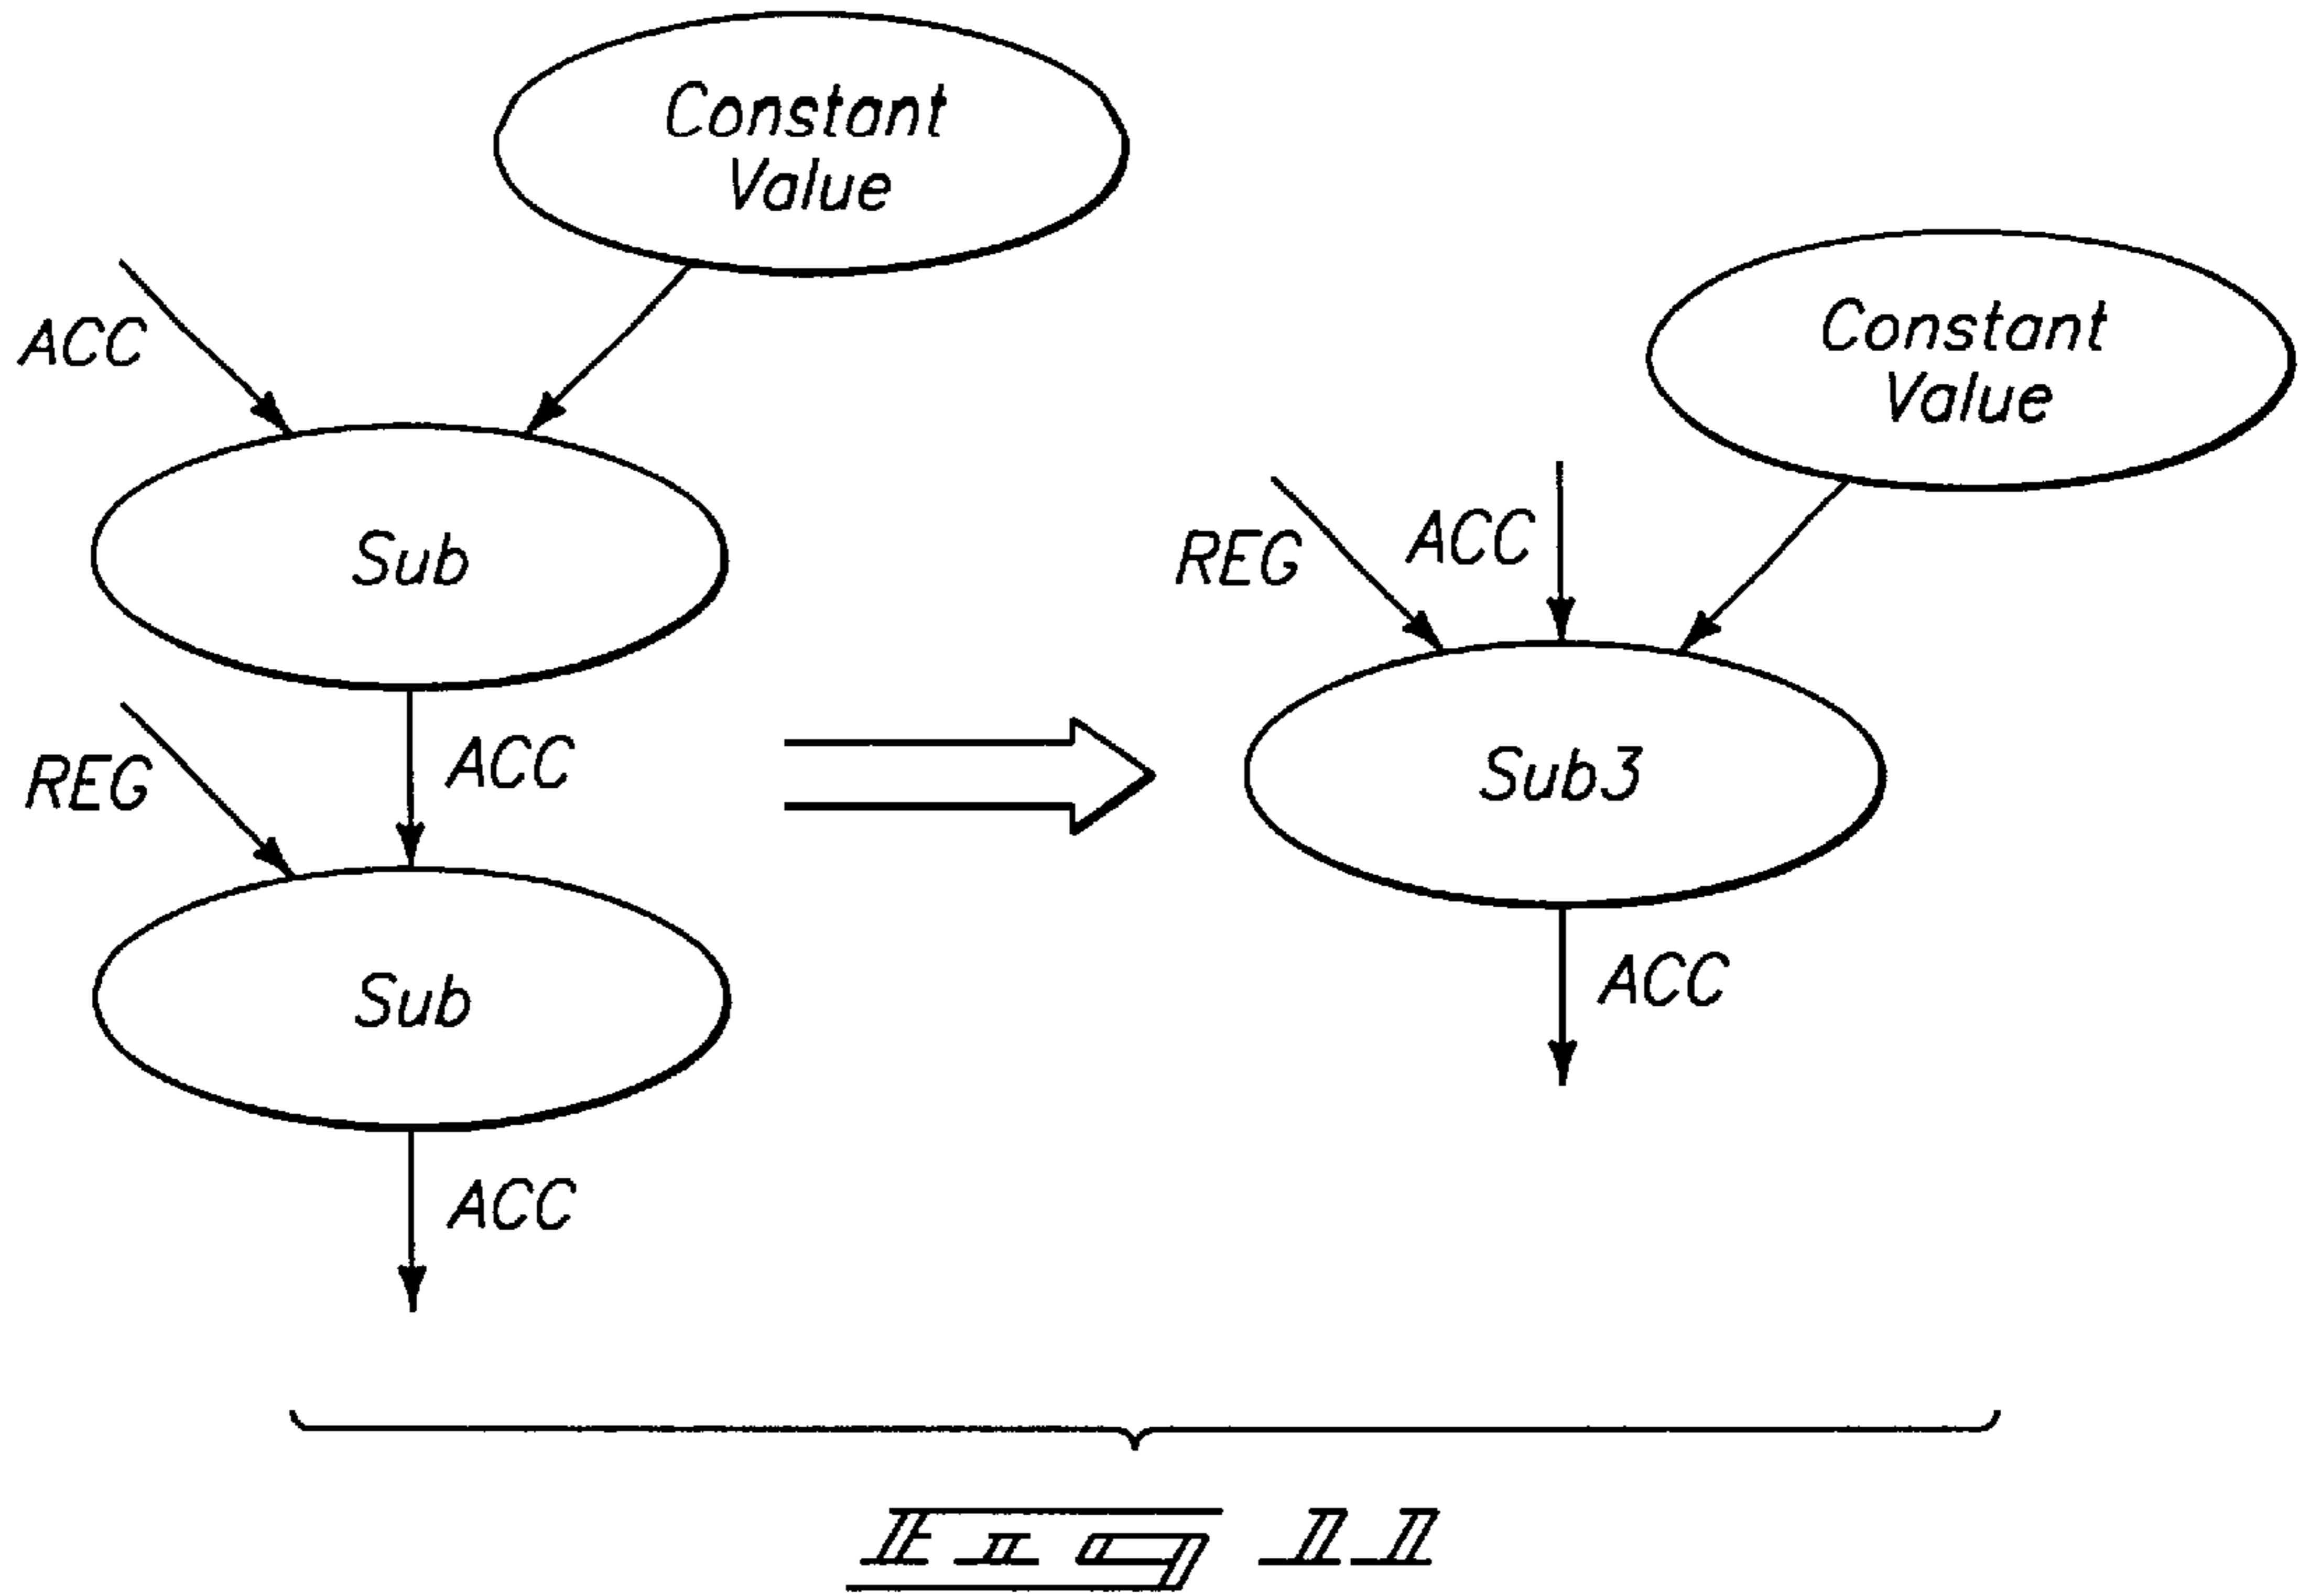 Constant
Value
ACC
Sub
REG
ACC
Sub
ACC
Constant
Value
REG
ACC
Sub3
ACC
Fig 11